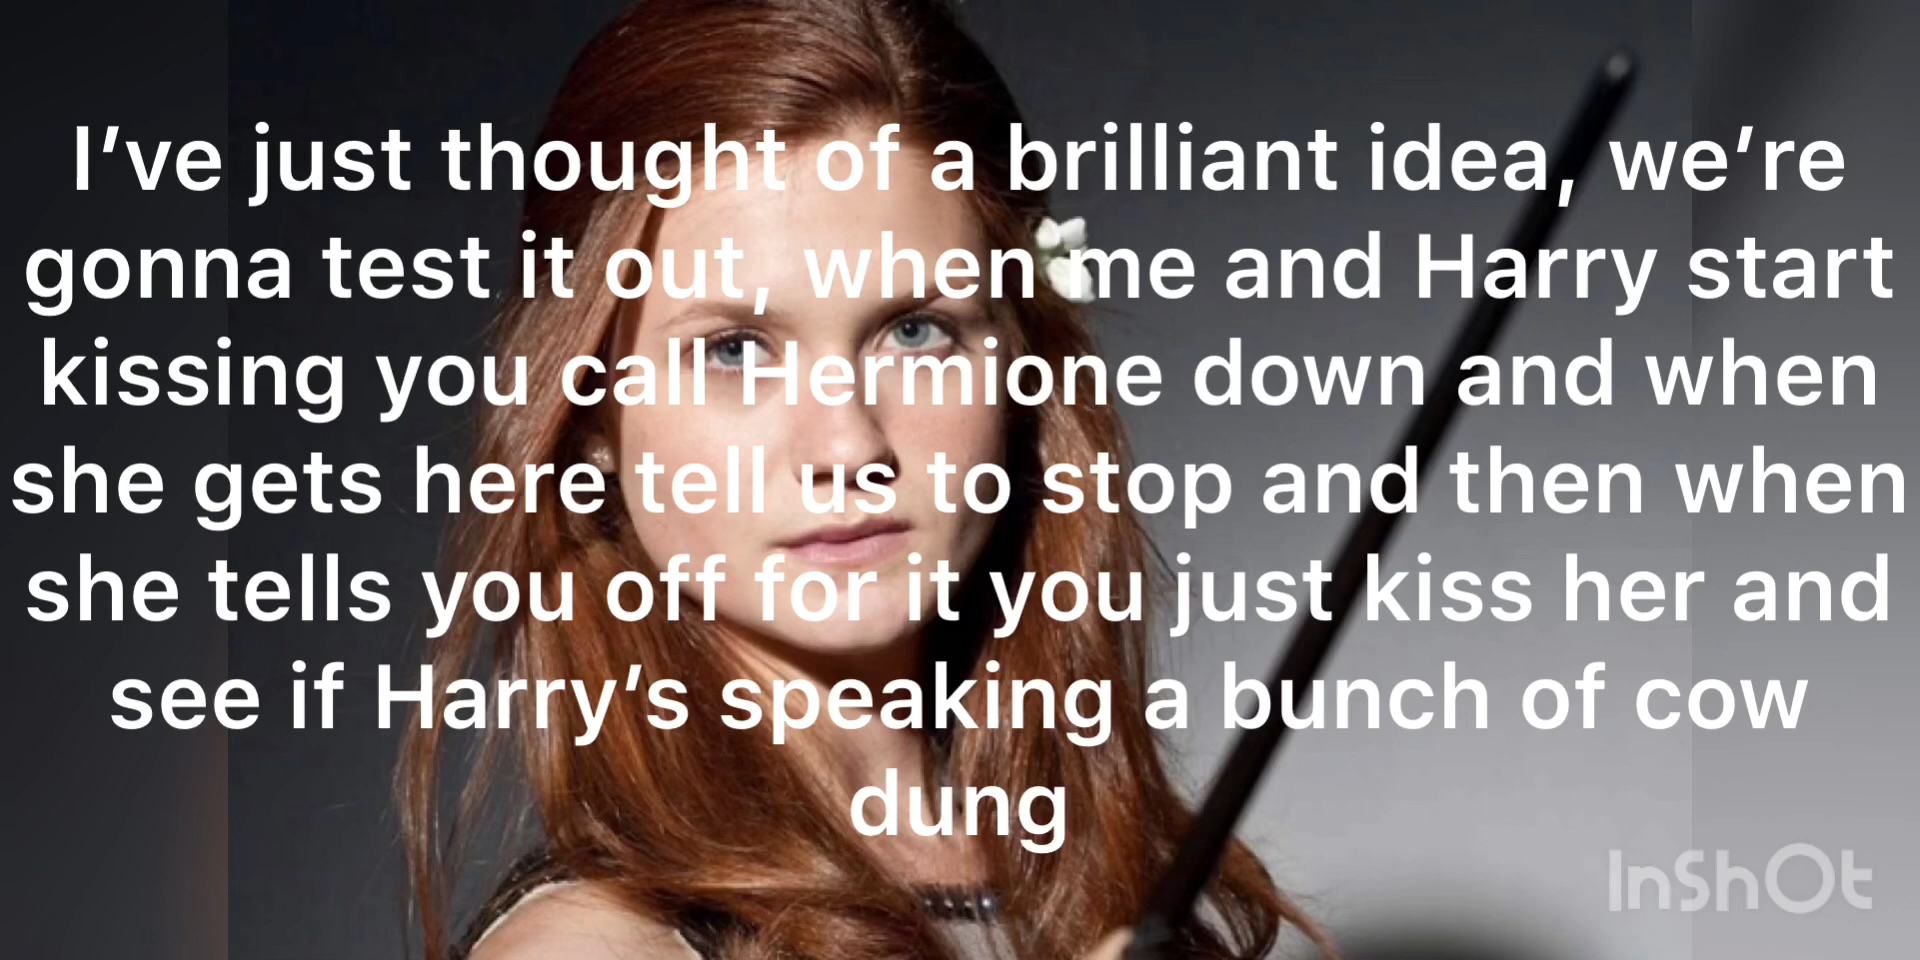 I’ve just thought of a brilliant idea, we’re
gonna test it out, when me and Harry start
kissing you call Hermione down and when
she gets here tell us to stop and then when
she tells you off for it you just kiss her and
see if Harry’s speaking a bunch of cow
dung
InShOt